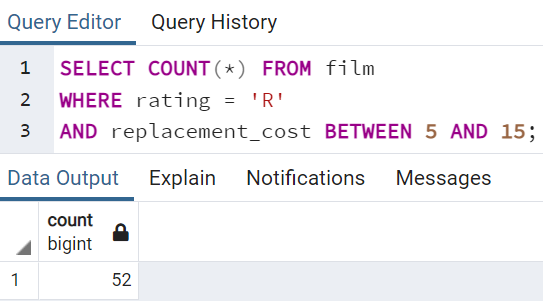 Query Editor Query History
1 SELECT COUNT(*) FROM film
2 WHERE rating = 'R'
3 AND replacement_cost BETWEEN 5 AND 15;
Data Output Explain Notifications Messages
count
bigint
1 52